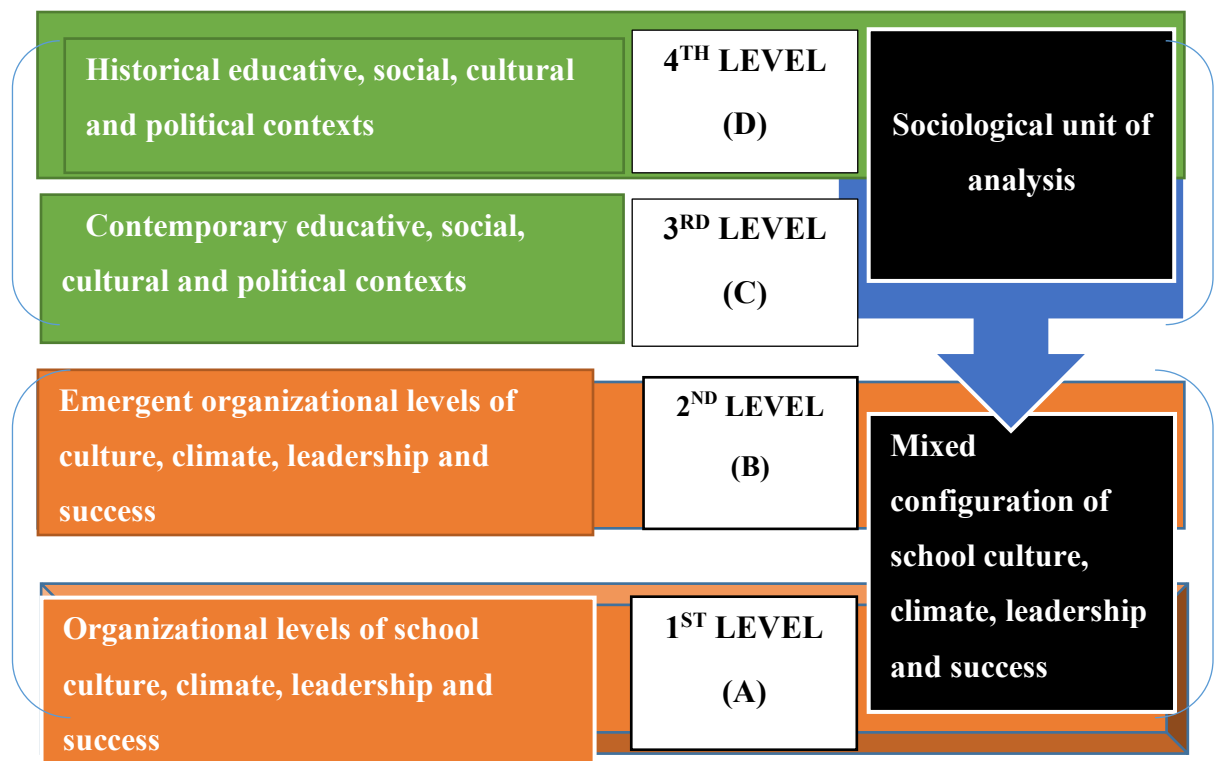 Historical educative, social, cultural
and political contexts
4TH LEVEL
(D)
Sociological unit of
analysis
Contemporary educative, social,
cultural and political contexts
3RD LEVEL
(C)
Emergent organizational levels of
culture, climate, leadership and
success
2ND LEVEL
(B)
Mixed
configuration of
school culture,
climate, leadership
and success
Organizational levels of school
culture, climate, leadership and
success
1ST LEVEL
(A)